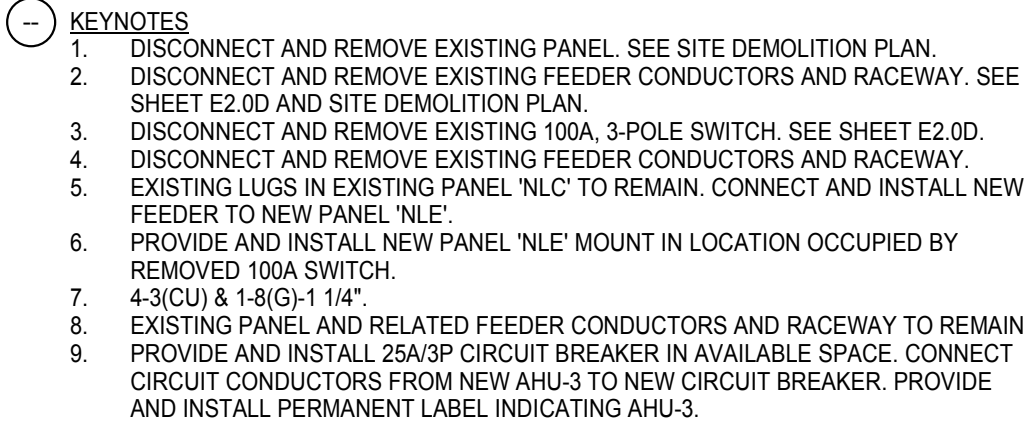 -- KEYNOTES
1. DISCONNECT AND REMOVE EXISTING PANEL. SEE SITE DEMOLITION PLAN.
2. DISCONNECT AND REMOVE EXISTING FEEDER CONDUCTORS AND RACEWAY. SEE
SHEET E2.0D AND SITE DEMOLITION PLAN.
3. DISCONNECT AND REMOVE EXISTING 100A, 3-POLE SWITCH. SEE SHEET E2.0D.
4. DISCONNECT AND REMOVE EXISTING FEEDER CONDUCTORS AND RACEWAY.
5. EXISTING LUGS IN EXISTING PANEL 'NLC' TO REMAIN. CONNECT AND INSTALL NEW
FEEDER TO NEW PANEL 'NLE'.
6. PROVIDE AND INSTALL NEW PANEL 'NLE' MOUNT IN LOCATION OCCUPIED BY
REMOVED 100A SWITCH.
7. 4-3(CU) & 1-8(G)-1 1/4".
8. EXISTING PANEL AND RELATED FEEDER CONDUCTORS AND RACEWAY TO REMAIN
9. PROVIDE AND INSTALL 25A/3P CIRCUIT BREAKER IN AVAILABLE SPACE. CONNECT
CIRCUIT CONDUCTORS FROM NEW AHU-3 TO NEW CIRCUIT BREAKER. PROVIDE
AND INSTALL PERMANENT LABEL INDICATING AHU-3.